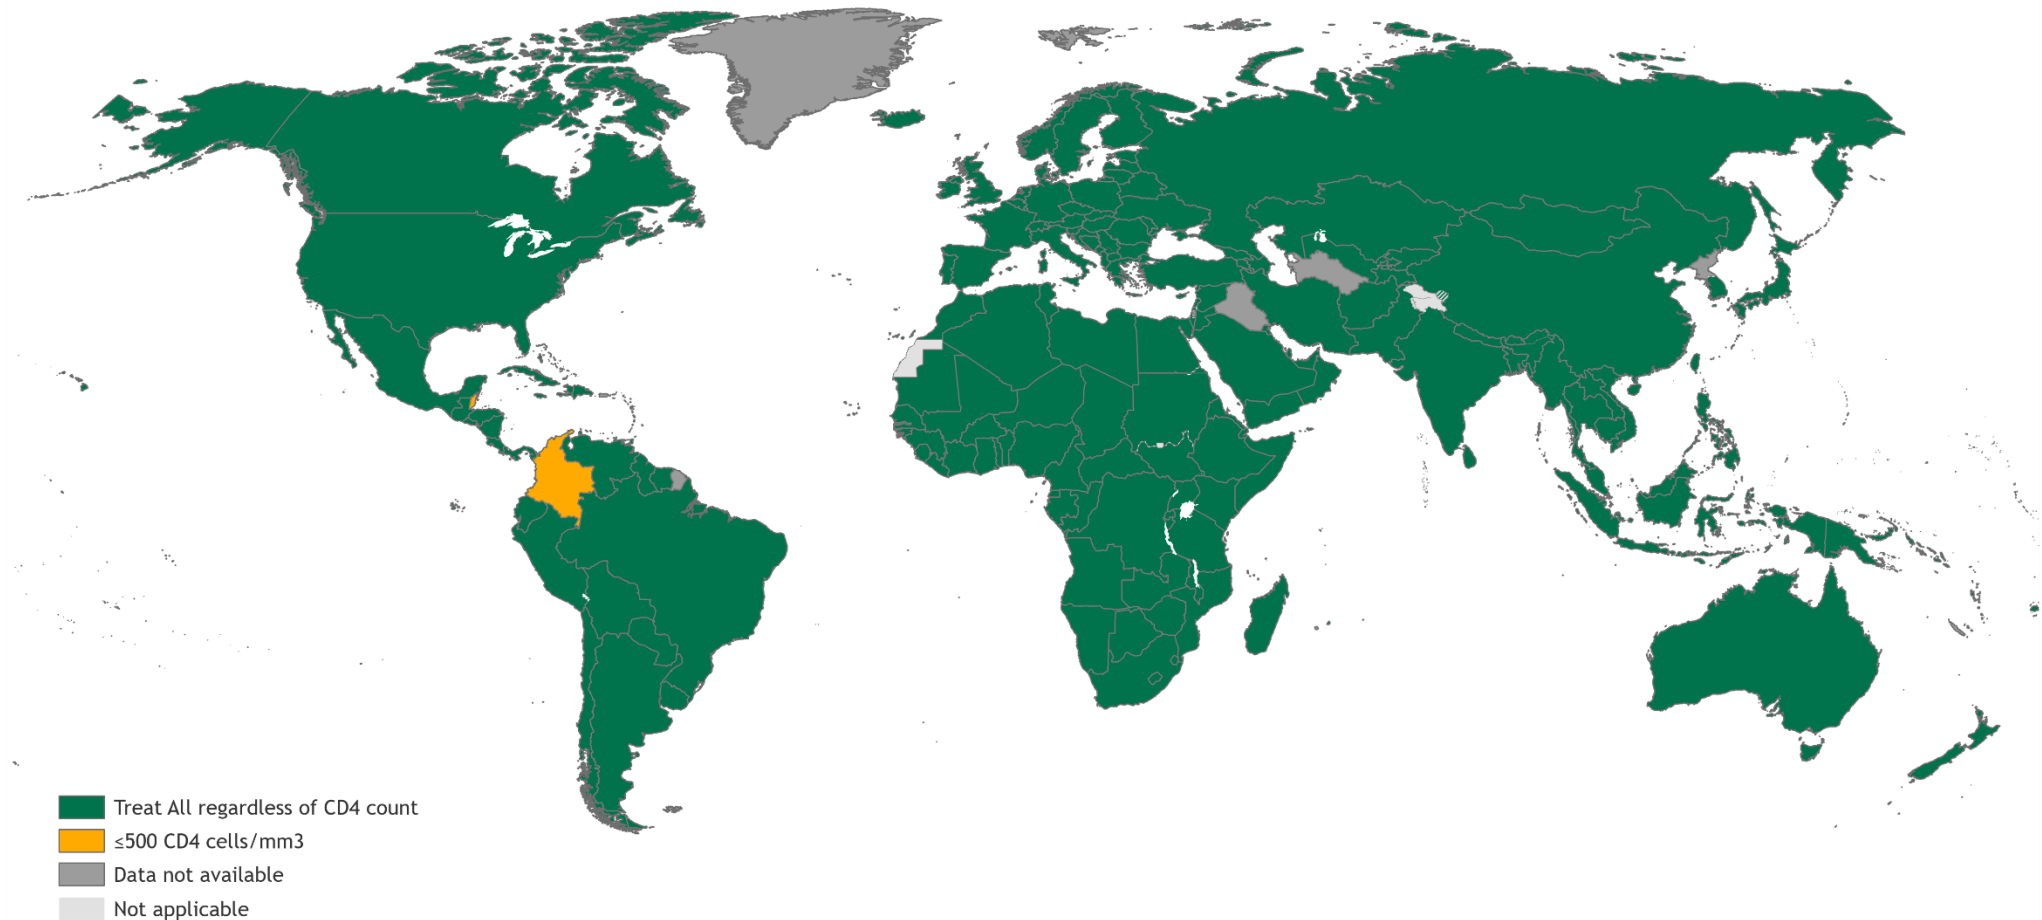 Treat All regardless of CD4 count
≤500 CD4 cells/mm3
Data not available
Not applicable